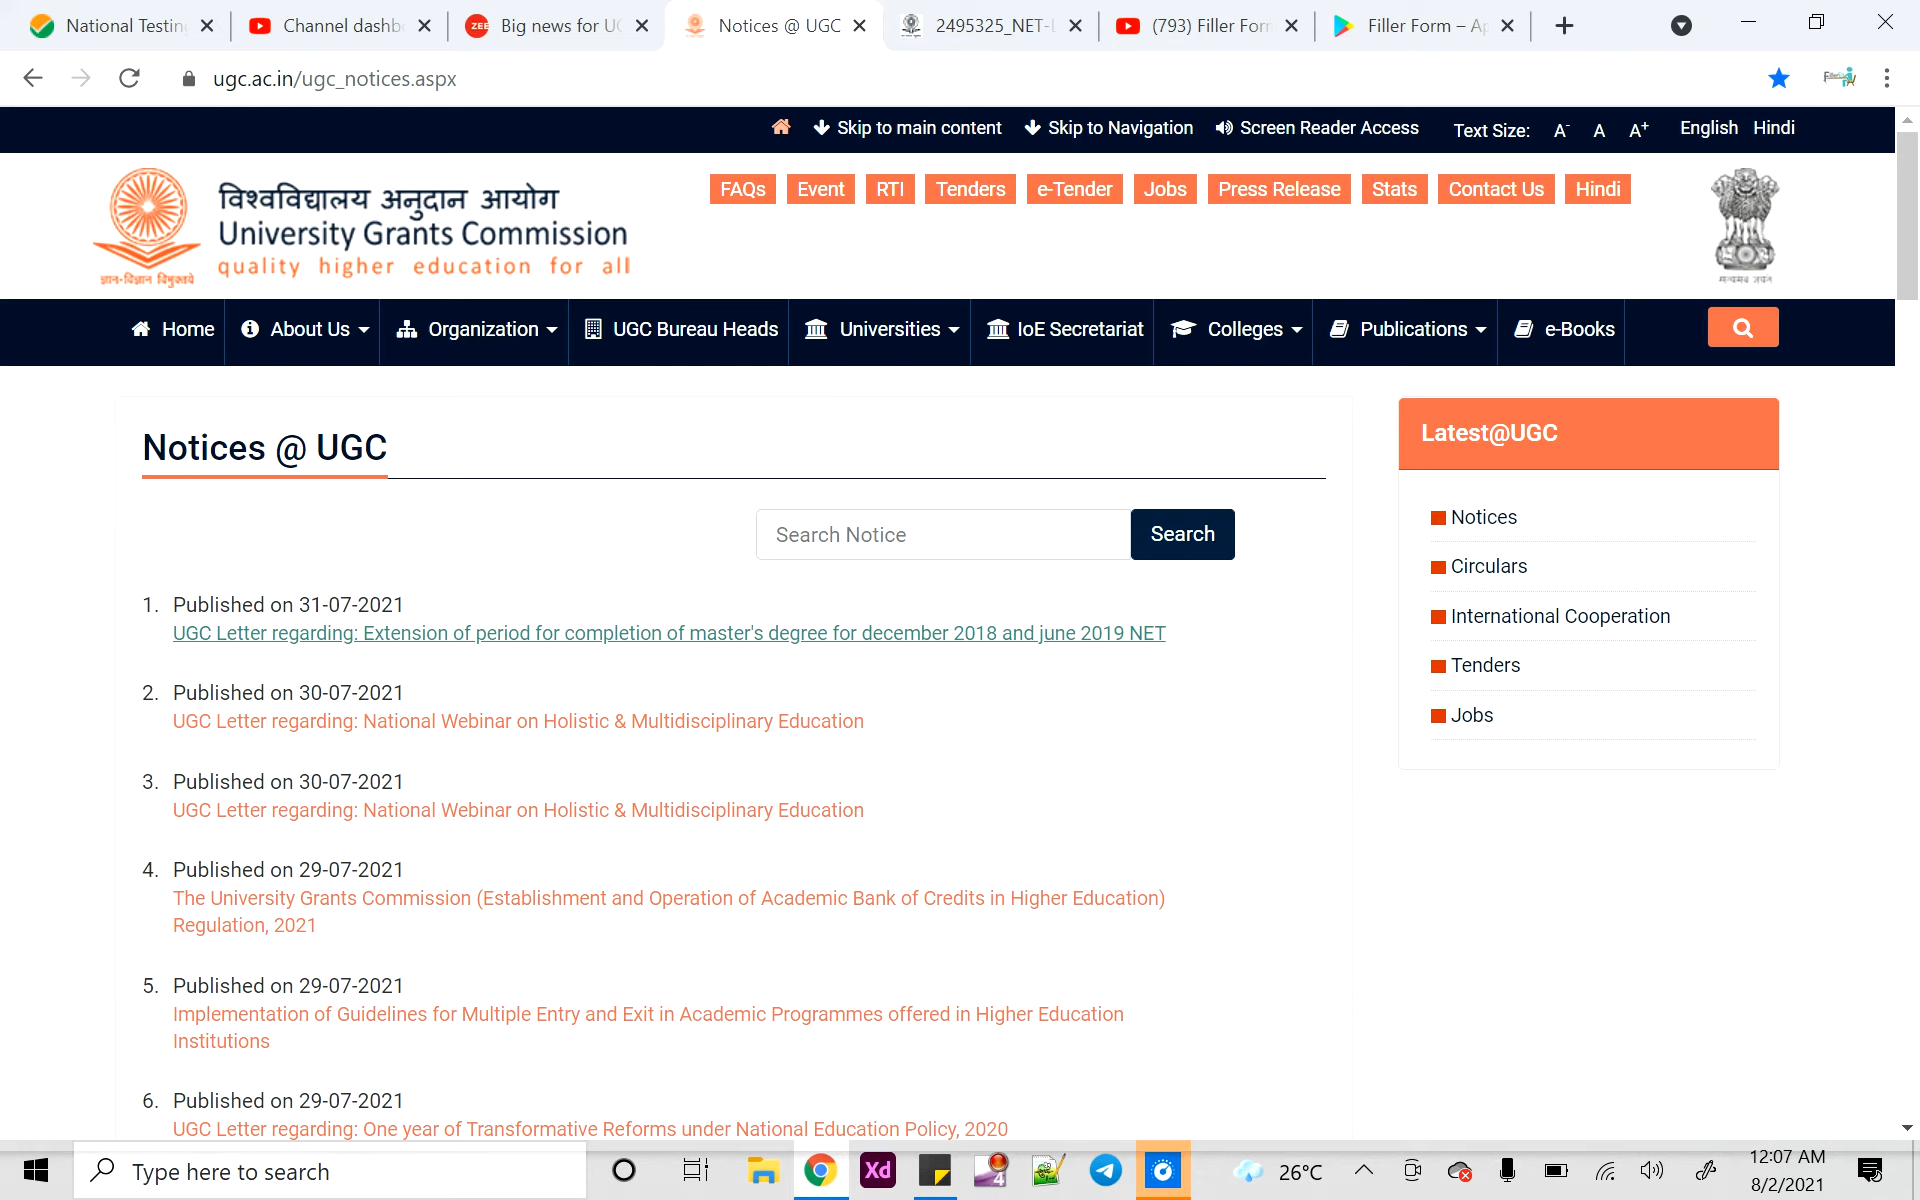 National Testin
Channel dashb
Big news for UG
Notices @ UGC
2495325_NET-
(793) Filler For
Filler Form – Ap
ugc.ac.in/ugc_notices.aspx
Skip to main content
Skip to Navigation
Screen Reader Access
Text Size: A- A A+
English Hindi
विश्वविद्यालय अनुदान आयोग
University Grants Commission
quality higher education for all
ज्ञान-विज्ञान विमुक्तये
FAQs Event RTI Tenders e-Tender Jobs Press Release Stats Contact Us Hindi
सत्यमेव जयते
Home About Us Organization UGC Bureau Heads Universities IoE Secretariat Colleges Publications e-Books
Notices @ UGC
Search Notice Search
1. Published on 31-07-2021
UGC Letter regarding: Extension of period for completion of master's degree for december 2018 and june 2019 NET
2. Published on 30-07-2021
UGC Letter regarding: National Webinar on Holistic & Multidisciplinary Education
3. Published on 30-07-2021
UGC Letter regarding: National Webinar on Holistic & Multidisciplinary Education
4. Published on 29-07-2021
The University Grants Commission (Establishment and Operation of Academic Bank of Credits in Higher Education)
Regulation, 2021
5. Published on 29-07-2021
Implementation of Guidelines for Multiple Entry and Exit in Academic Programmes offered in Higher Education
Institutions
6. Published on 29-07-2021
UGC Letter regarding: One year of Transformative Reforms under National Education Policy, 2020
Latest@UGC
Notices
Circulars
International Cooperation
Tenders
Jobs
Type here to search
Xd
26°C
12:07 AM
8/2/2021